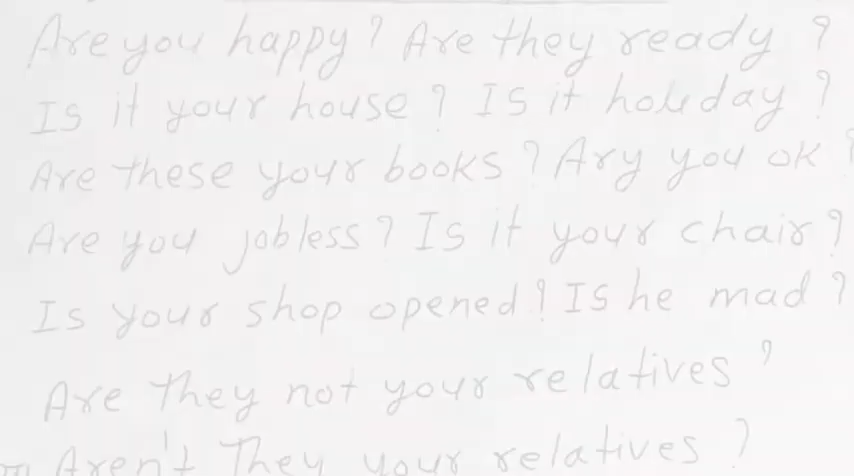 Are you happy? Are they ready?
Is it your house? Is it holiday?
Are these your books? Ary you ok?
Are you jobless? Is it your chair?
Is your shop opened? Is he mad?
Are they not your relatives?
Aren't They your relatives?